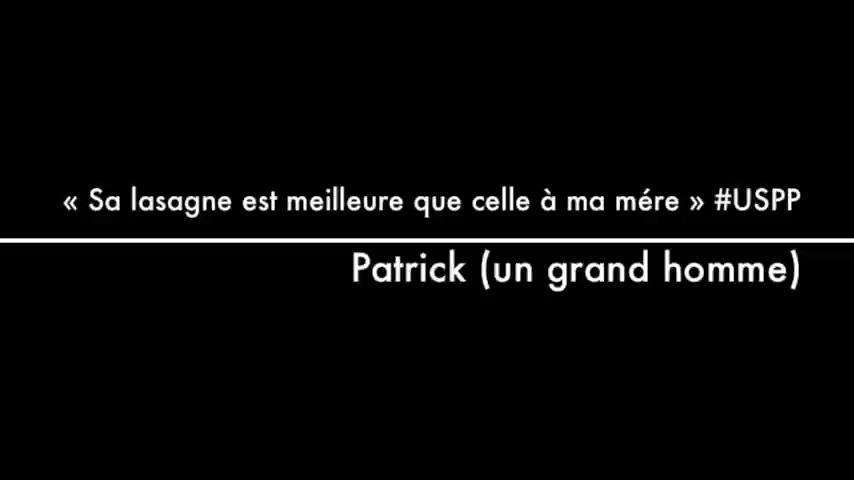 « Sa lasagne est meilleure que celle à ma mére » #USPP
Patrick (un grand homme)